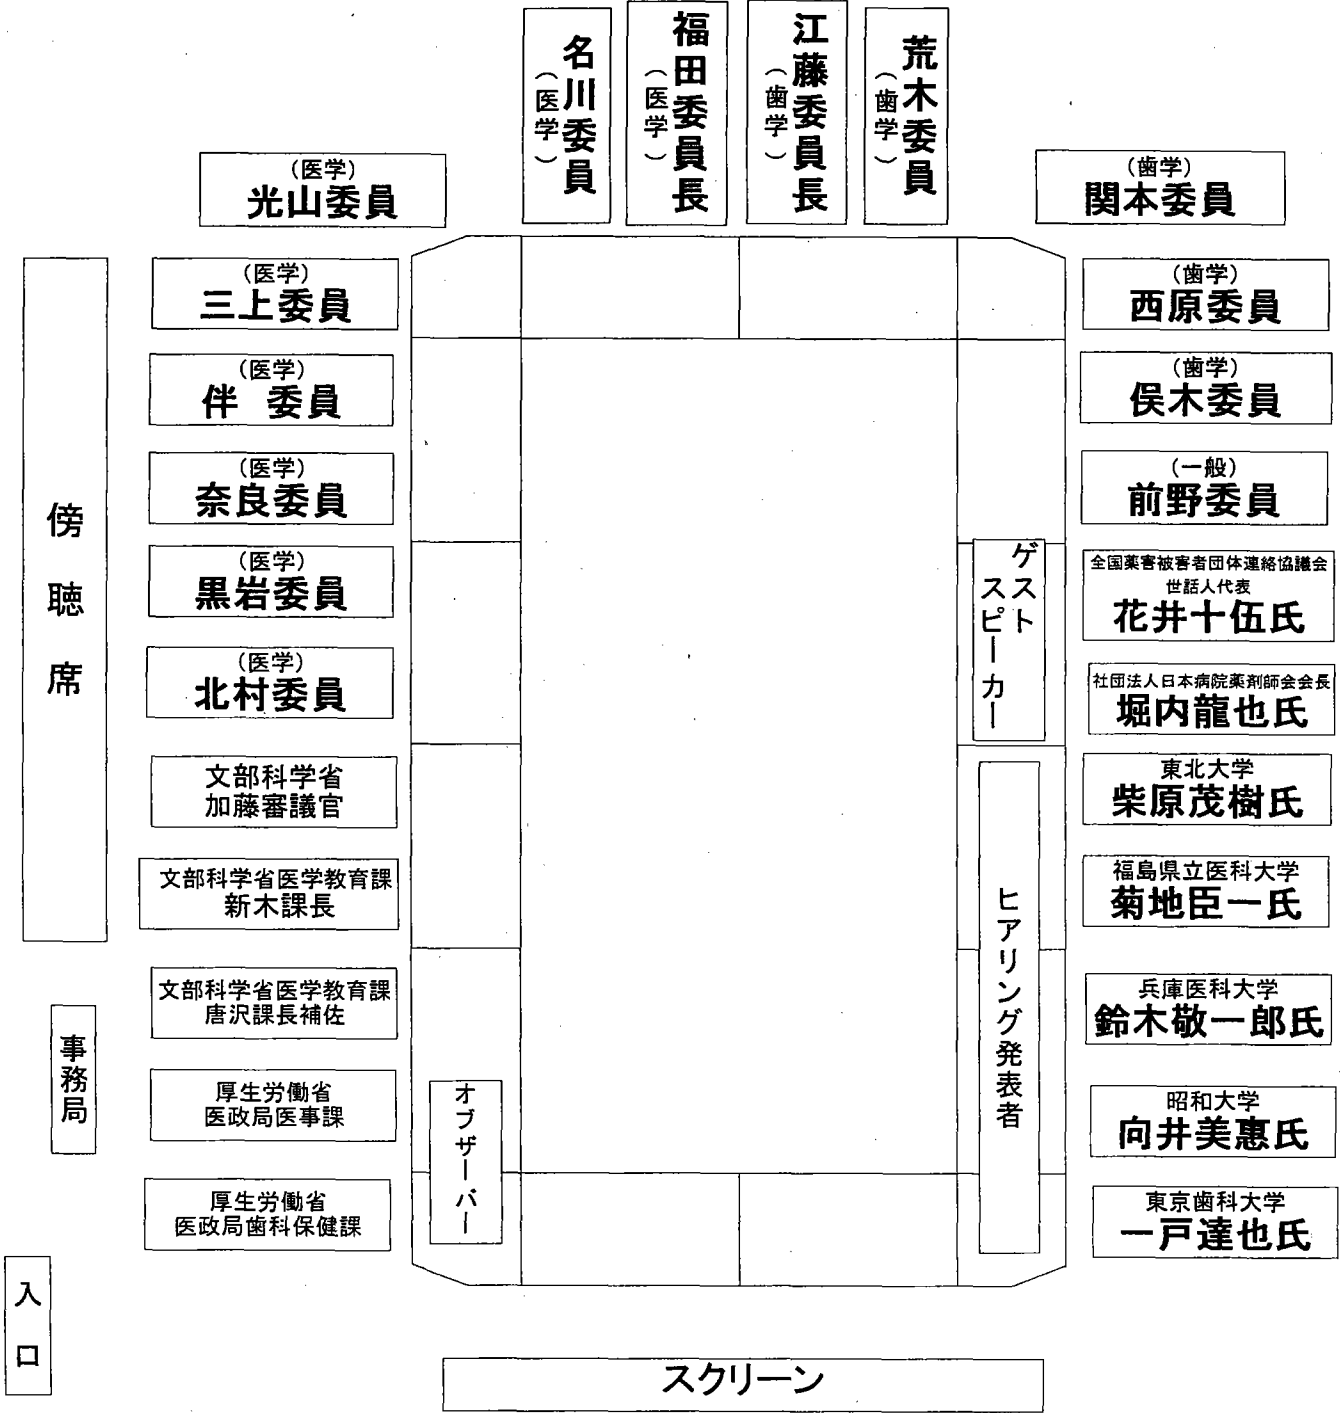 名川委員
(医学)
福田委員長
(医学)
江藤委員長
(歯学)
荒木委員
(歯学)
(医学)
光山委員
(歯学)
関本委員
(医学)
三上委員
(医学)
伴 委員
(医学)
奈良委員
(医学)
黒岩委員
(医学)
北村委員
文部科学省
加藤審議官
文部科学省医学教育課
新木課長
文部科学省医学教育課
唐沢課長補佐
厚生労働省
医政局医事課
厚生労働省
医政局歯科保健課
傍聴席
事務局
入口
オブザーバー
(歯学)
西原委員
(歯学)
俣木委員
(一般)
前野委員
全国薬害被害者団体連絡協議会
世話人代表
花井十伍氏
社団法人日本病院薬剤師会会長
堀内龍也氏
東北大学
柴原茂樹氏
福島県立医科大学
菊地臣一氏
兵庫医科大学
鈴木敬一郎氏
昭和大学
向井美惠氏
東京歯科大学
一戸達也氏
ゲスト
スピーカー
ヒアリング発表者
スクリーン